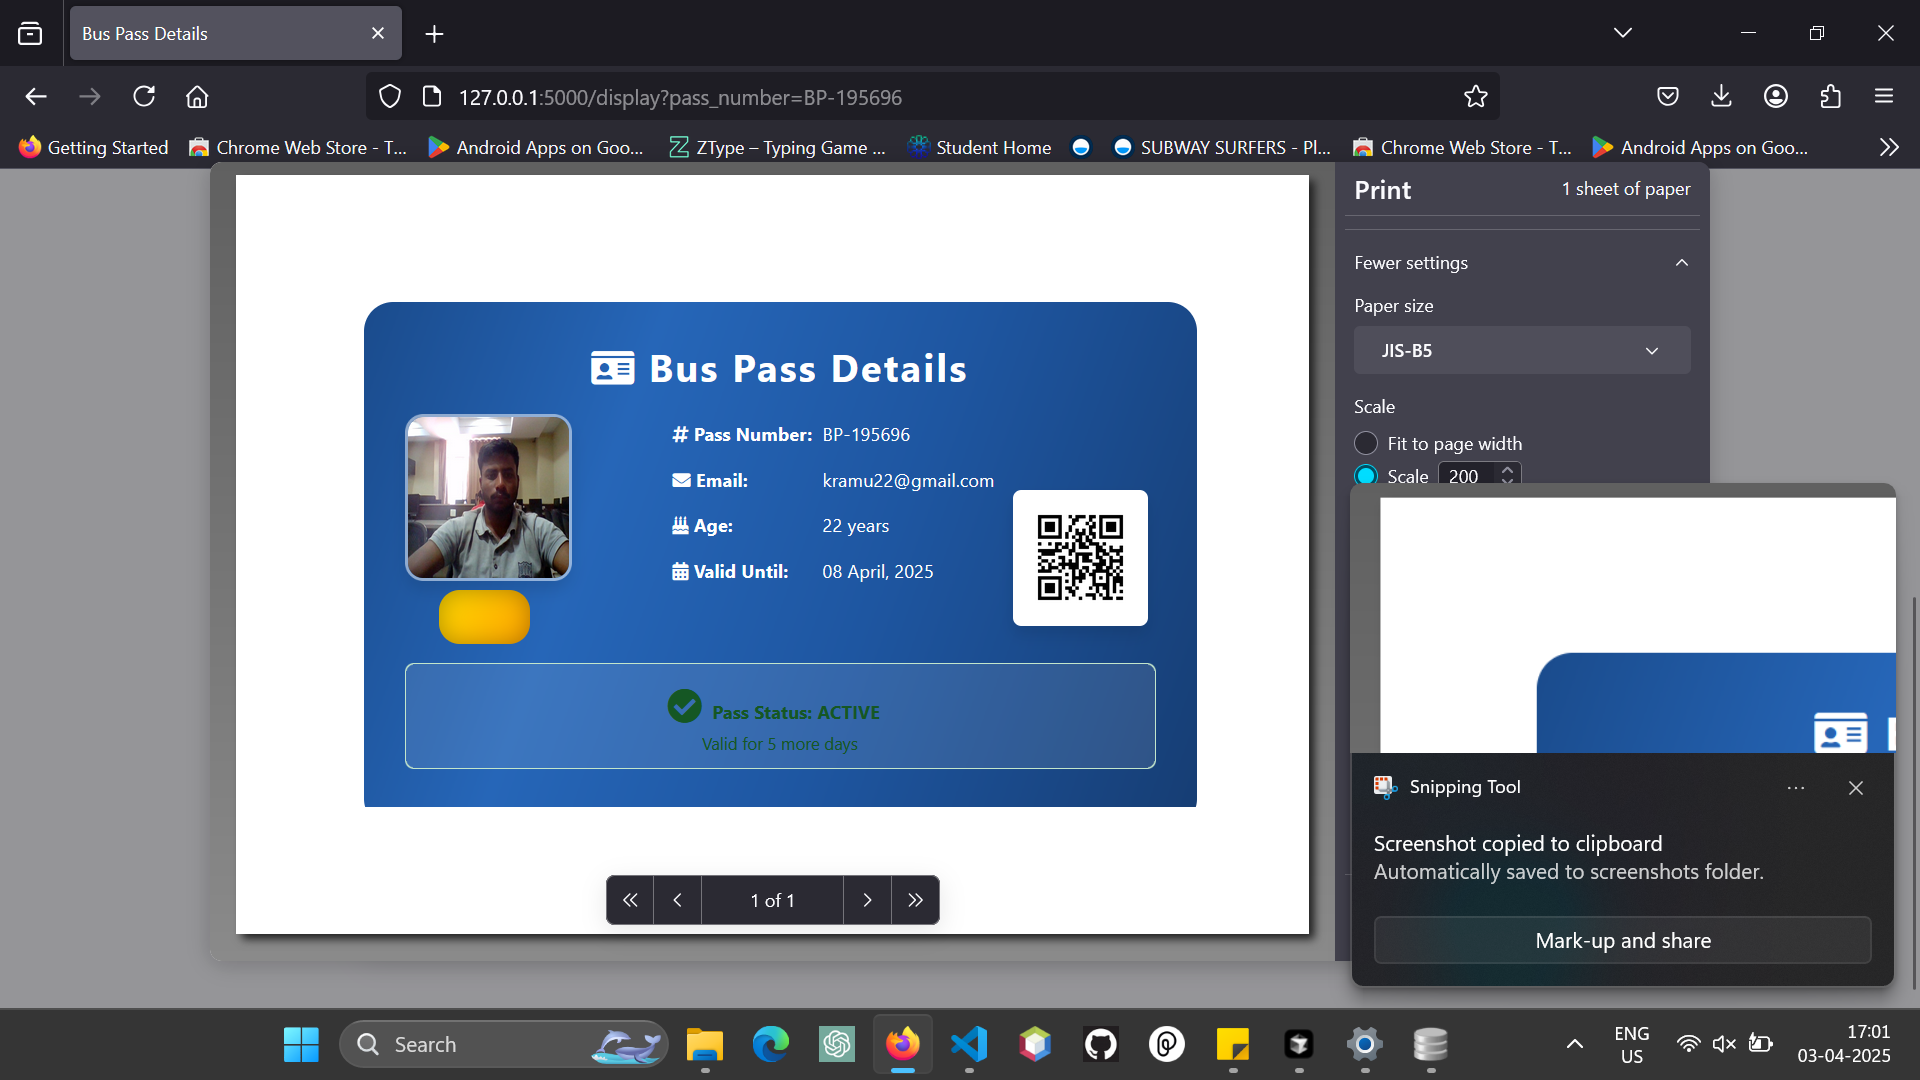 Bus Pass Details
127.0.0.1:5000/display?pass_number=BP-195696
Getting Started
Chrome Web Store - T...
Android Apps on Goo...
ZType – Typing Game ...
Student Home
SUBWAY SURFERS - Pl...
Chrome Web Store - T...
Android Apps on Goo...
Bus Pass Details
Pass Number: BP-195696
Email: kramu22@gmail.com
Age: 22 years
Valid Until: 08 April, 2025
Pass Status: ACTIVE
Valid for 5 more days
1 of 1
Print
1 sheet of paper
Fewer settings
Paper size
JIS-B5
Scale
Fit to page width
Scale 200
Snipping Tool
Screenshot copied to clipboard
Automatically saved to screenshots folder.
Mark-up and share
Search
ENG
US
17:01
03-04-2025